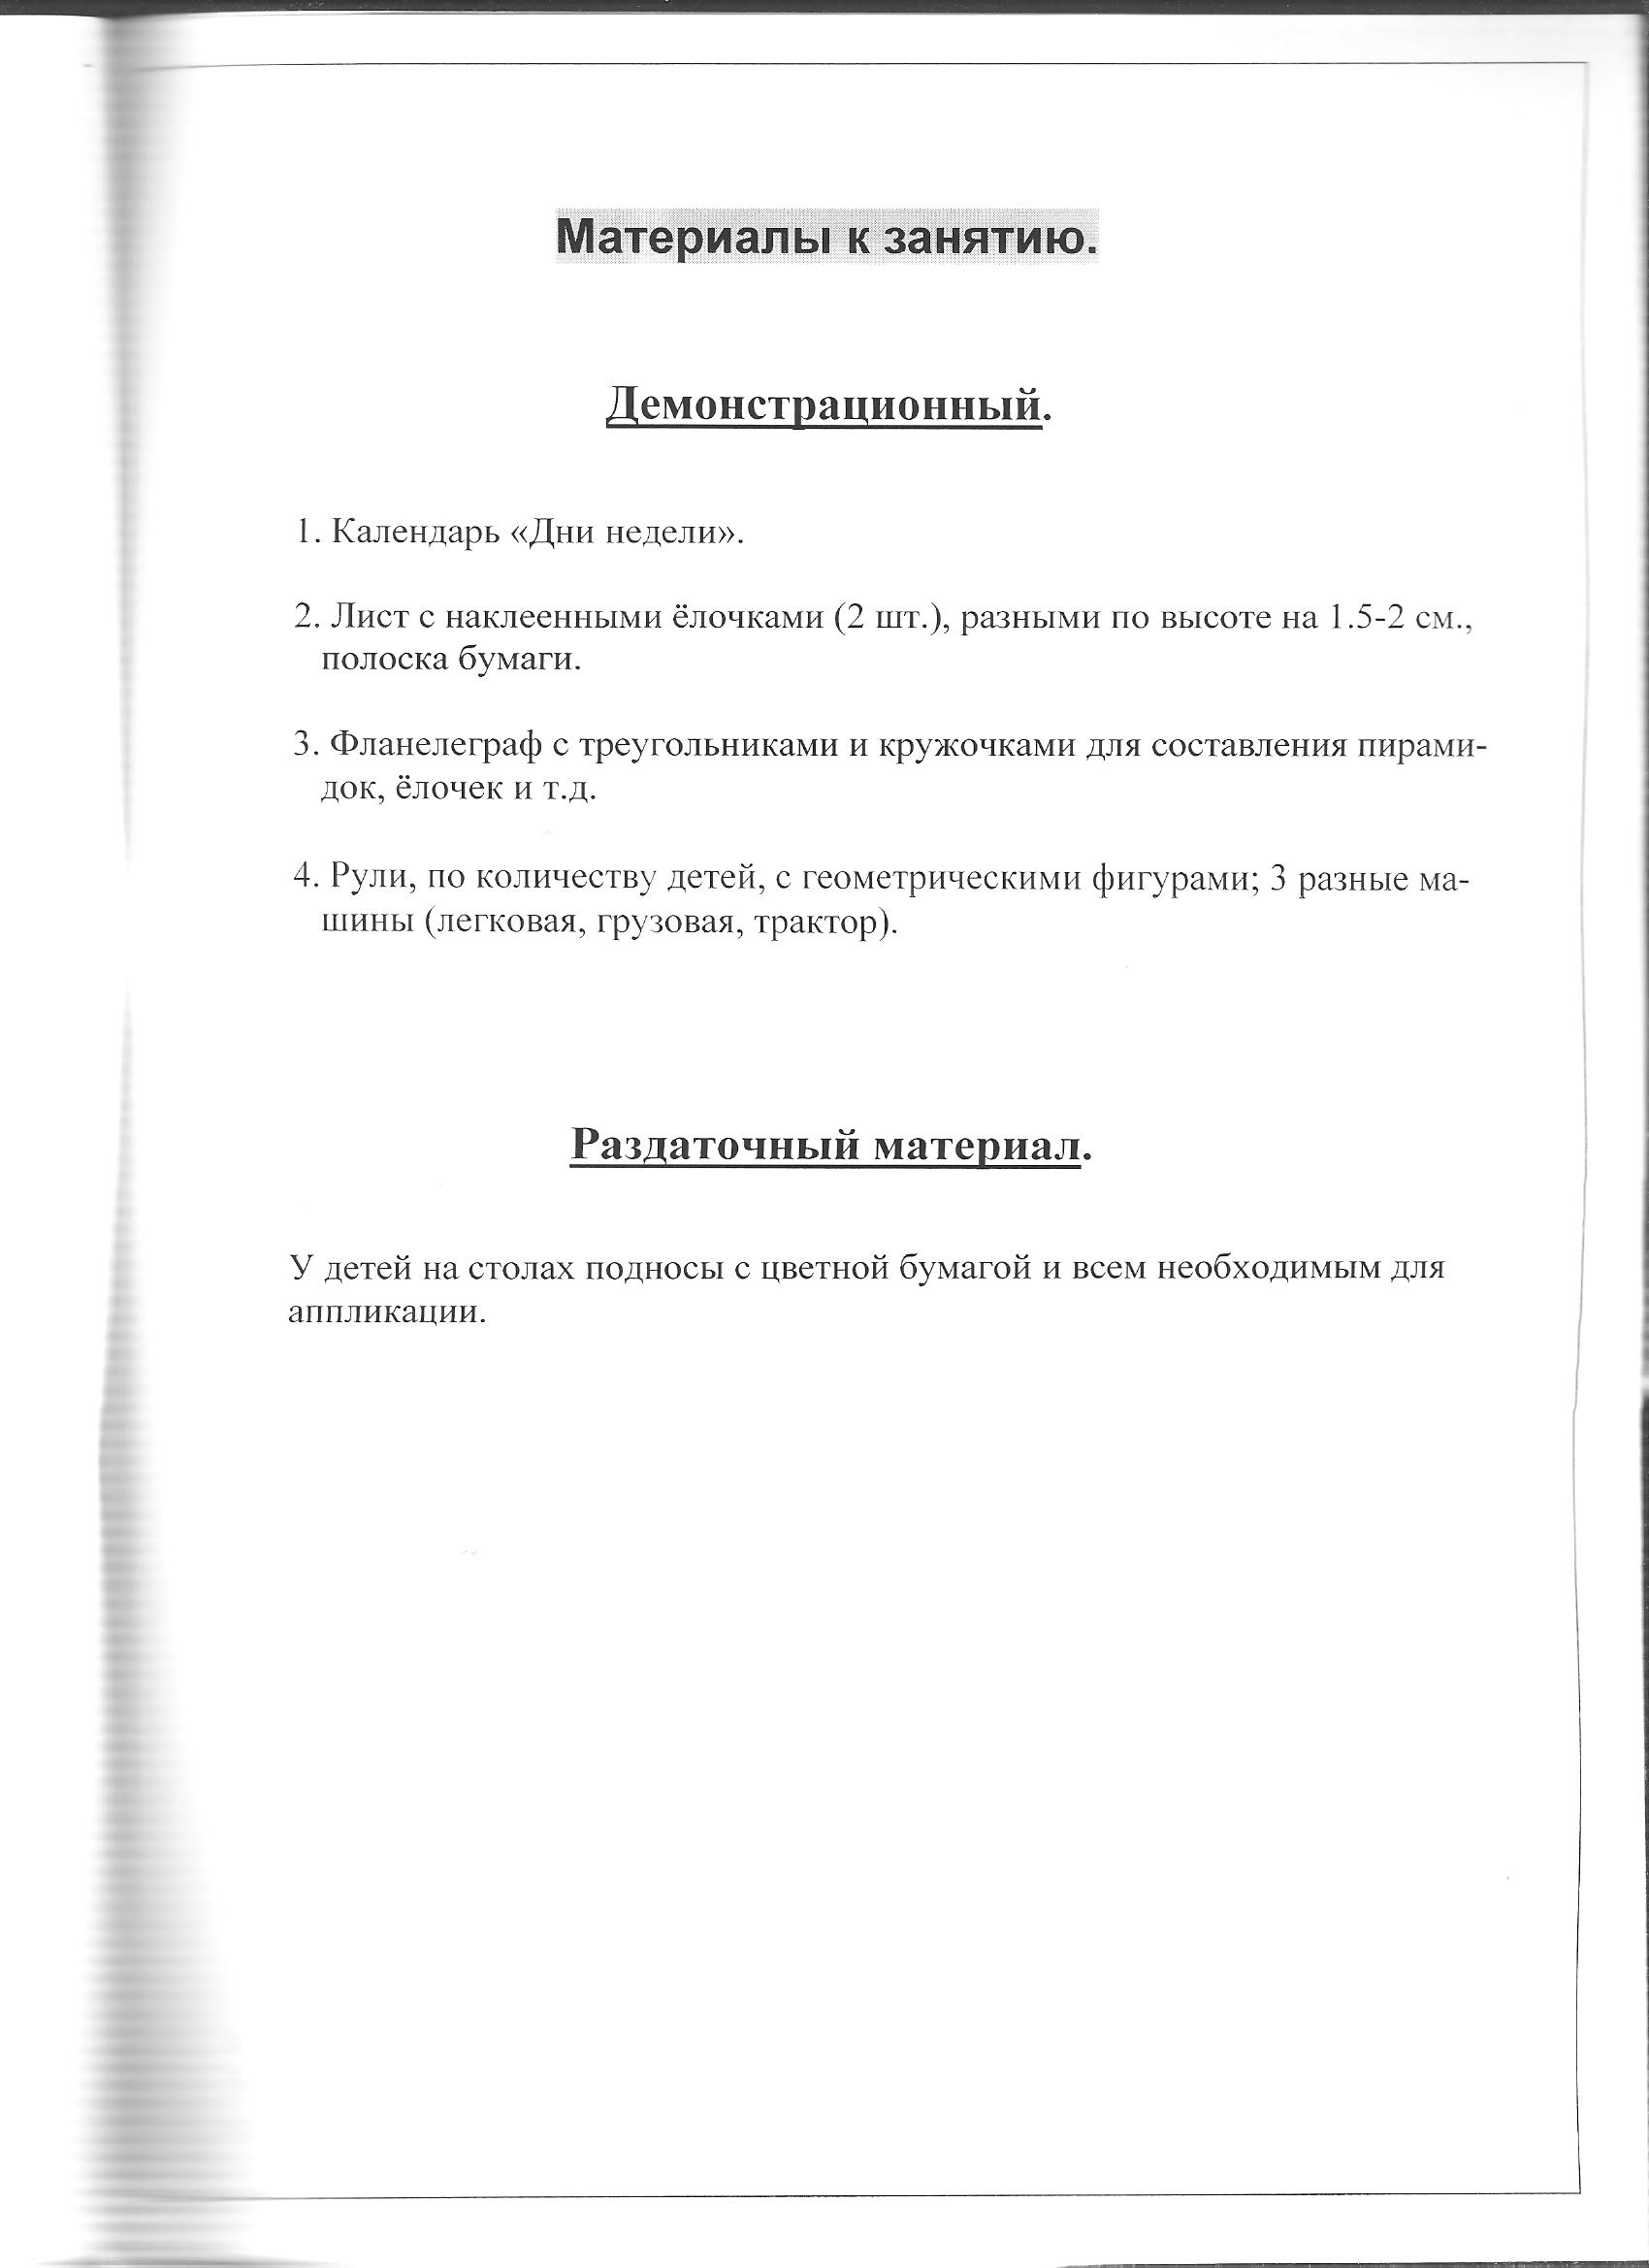 Материалы к занятию.
Демонстрационный.
1. Календарь «Дни недели».
2. Лист с наклеенными ёлочками (2 шт.), разными по высоте на 1.5-2 см.,
полоска бумаги.
3. Фланелеграф с треугольниками и кружочками для составления пирами-
док, ёлочек и т.д.
4. Рули, по количеству детей, с геометрическими фигурами; 3 разные ма-
шины (легковая, грузовая, трактор).
Раздаточный материал.
У детей на столах подносы с цветной бумагой и всем необходимым для
аппликации.